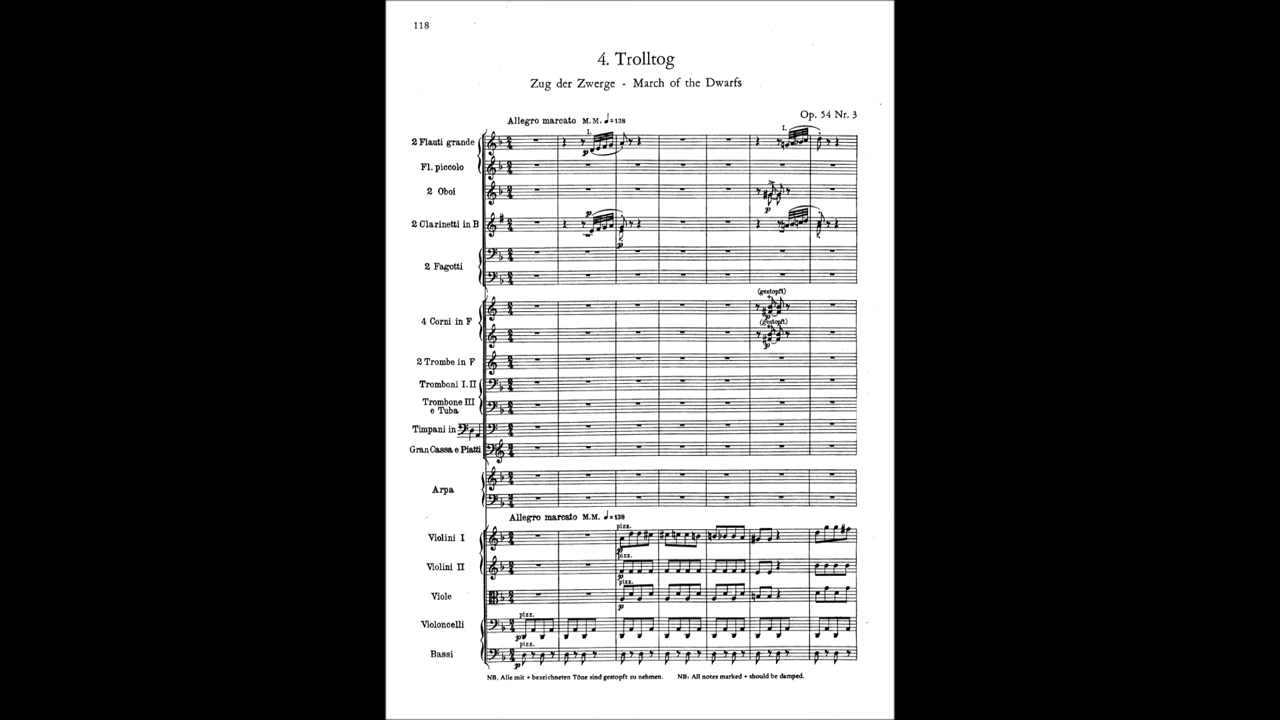 118
4. Trolltog
Zug der Zwerge - March of the Dwarfs
Op. 54 Nr. 3
Allegro marcato M.M. ♩=138
I.
I.
2 Flauti grande
p
Fl. piccolo
2 Oboi
p
p
2 Clarinetti in B
p
2 Fagotti
(gestopft)
p
4 Corni in F
(gestopft)
p
2 Trombe in F
Tromboni I. II
Trombone III
e Tuba
Timpani in
Gran Cassa e Piatti
Arpa
Allegro marcato M.M. ♩=138
pizz.
Violini I
p
pizz.
Violini II
p
pizz.
Viole
p
pizz.
Violoncelli
p
pizz.
Bassi
p
NB. Alle mit + bezeichneten Töne sind gestopft zu nehmen. NB: All notes marked + should be damped.